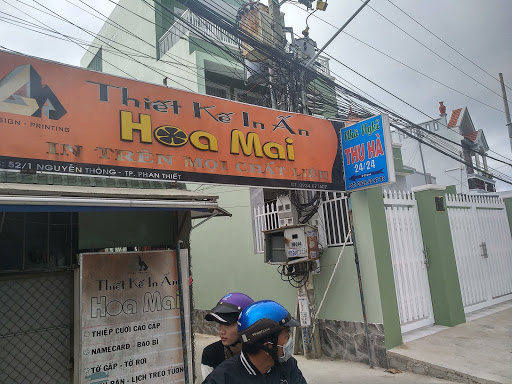 SIGN - PRINTING
Thiết Kế In Ấn
Hoa Mai
IN TRÊN MỌI CHẤT LIỆU
52/1 NGUYỄN THÔNG - TP. PHAN THIẾT
Nhà Nghỉ
THU HÀ
24/24
Thiết Kế In Ấn
Hoa Mai
THIỆP CƯỚI CAO CẤP
NAMECARD - BAO BÌ
TỜ GẤP - TỜ RƠI
LỊCH TREO TƯỜN